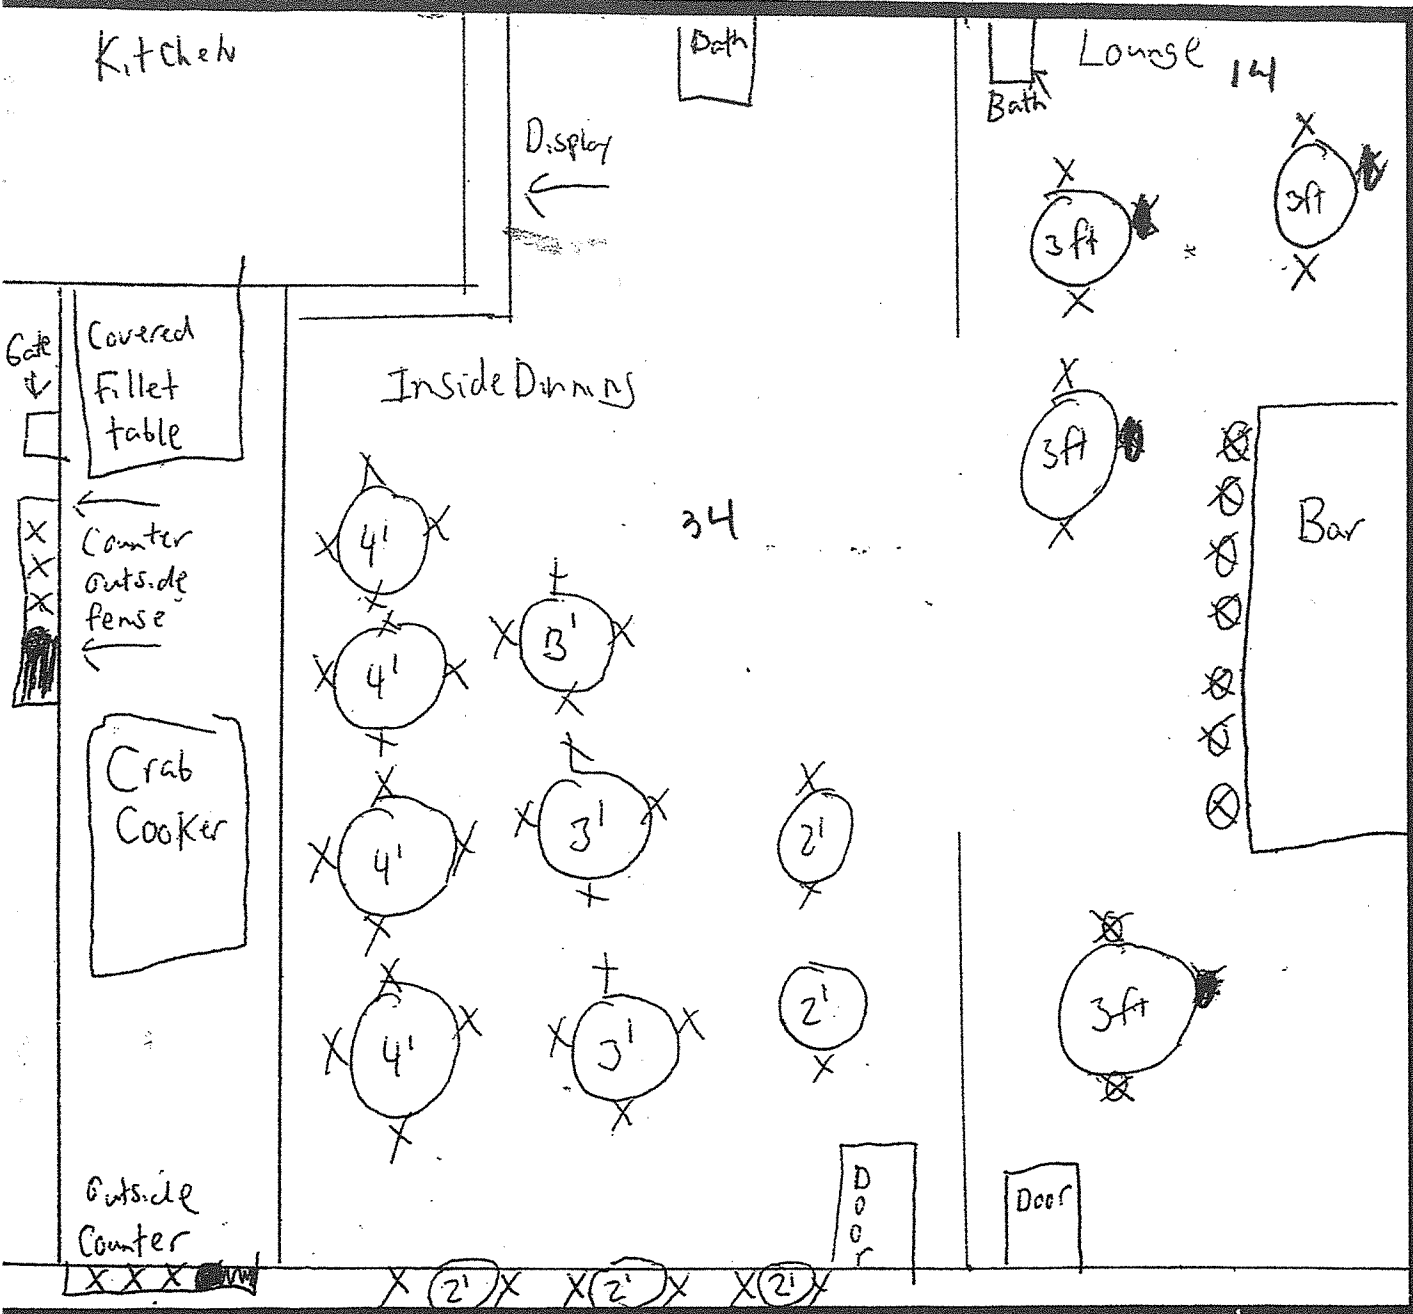 Kitchen
Bath
Lounge 14
Bath
Display
3ft
3ft
Gate
Covered
Fillet
table
Inside Dinning
3ft
Counter
outside
fense
34
Bar
4'
4'
3'
Crab
Cooker
4'
3'
2'
4'
3'
2'
3ft
Outside
Counter
Door
Door
X X X
X 2' X X 2' X X 2' X